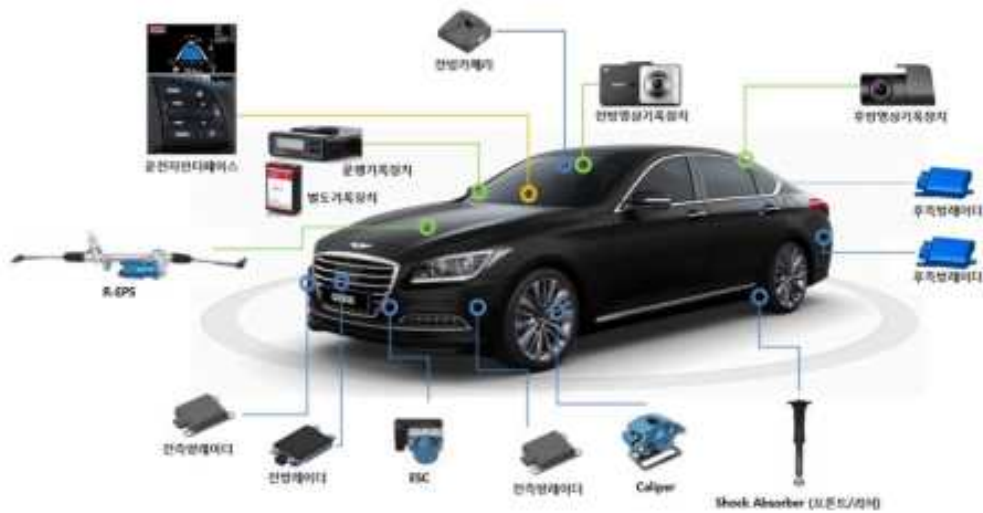 전방카메라
전방영상기록장치
후방영상기록장치
운전자인터페이스
운행기록장치
별도기록장치
후측방레이더
후측방레이더
R-EPS
전측방레이더
전방레이더
ESC
전측방레이더
Caliper
Shock Absorber (프론트/리어)